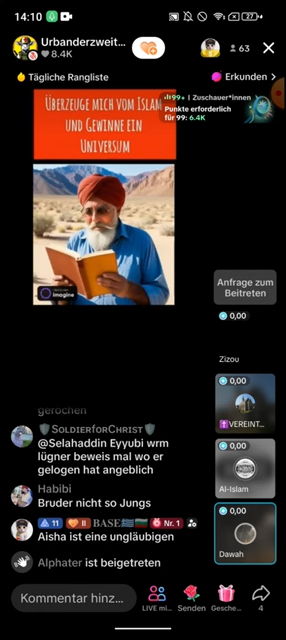 14:10
27
Urbanderzweit...
8.4K
63
Tägliche Rangliste
Erkunden >
ÜBERZEUGE MICH VOM ISLAM
UND GEWINNE EIN
UNIVERSUM
99+ | Zuschauer*innen
Punkte erforderlich
für 99: 6.4K
imagine
Anfrage zum
Beitreten
0,00
Zizou
0,00
VEREINT...
0,00
Al-Islam
0,00
Dawah
gerochen
SOLDIERFORCHRIST
@Selahaddin Eyyubi wrm
lügner beweis mal wo er
gelogen hat angeblich
Habibi
Bruder nicht so Jungs
11 II BASE Nr. 1
Aisha ist eine ungläubigen
Alphater ist beigetreten
Kommentar hinz...
LIVE mi...
Senden
Gesche...
4